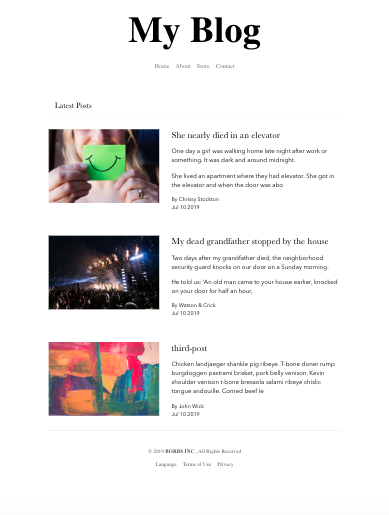 My Blog
Home About Store Contact
Latest Posts
She nearly died in an elevator
One day a girl was walking home late night after work or
something. It was dark and around midnight.
She lived an apartment where they had elevator. She got in
the elevator and when the door was abo
By Chrissy Stockton
Jul 10 2019
My dead grandfather stopped by the house
Two days after my grandfather died, the neighborhood
security guard knocks on our door on a Sunday morning.
He told us: 'An old man came to your house earlier, knocked
on your door for half an hour,
By Watson & Crick
Jul 10 2019
third-post
Chicken landjaeger shankle pig ribeye. T-bone doner rump
burgdoggen pastrami brisket, pork belly venison. Kevin
shoulder venison t-bone bresaola salami ribeye chislic
tongue andouille. Corned beef le
By John Wick
Jul 10 2019
© 2019 BORBS INC., All Rights Reserved
Language Terms of Use Privacy